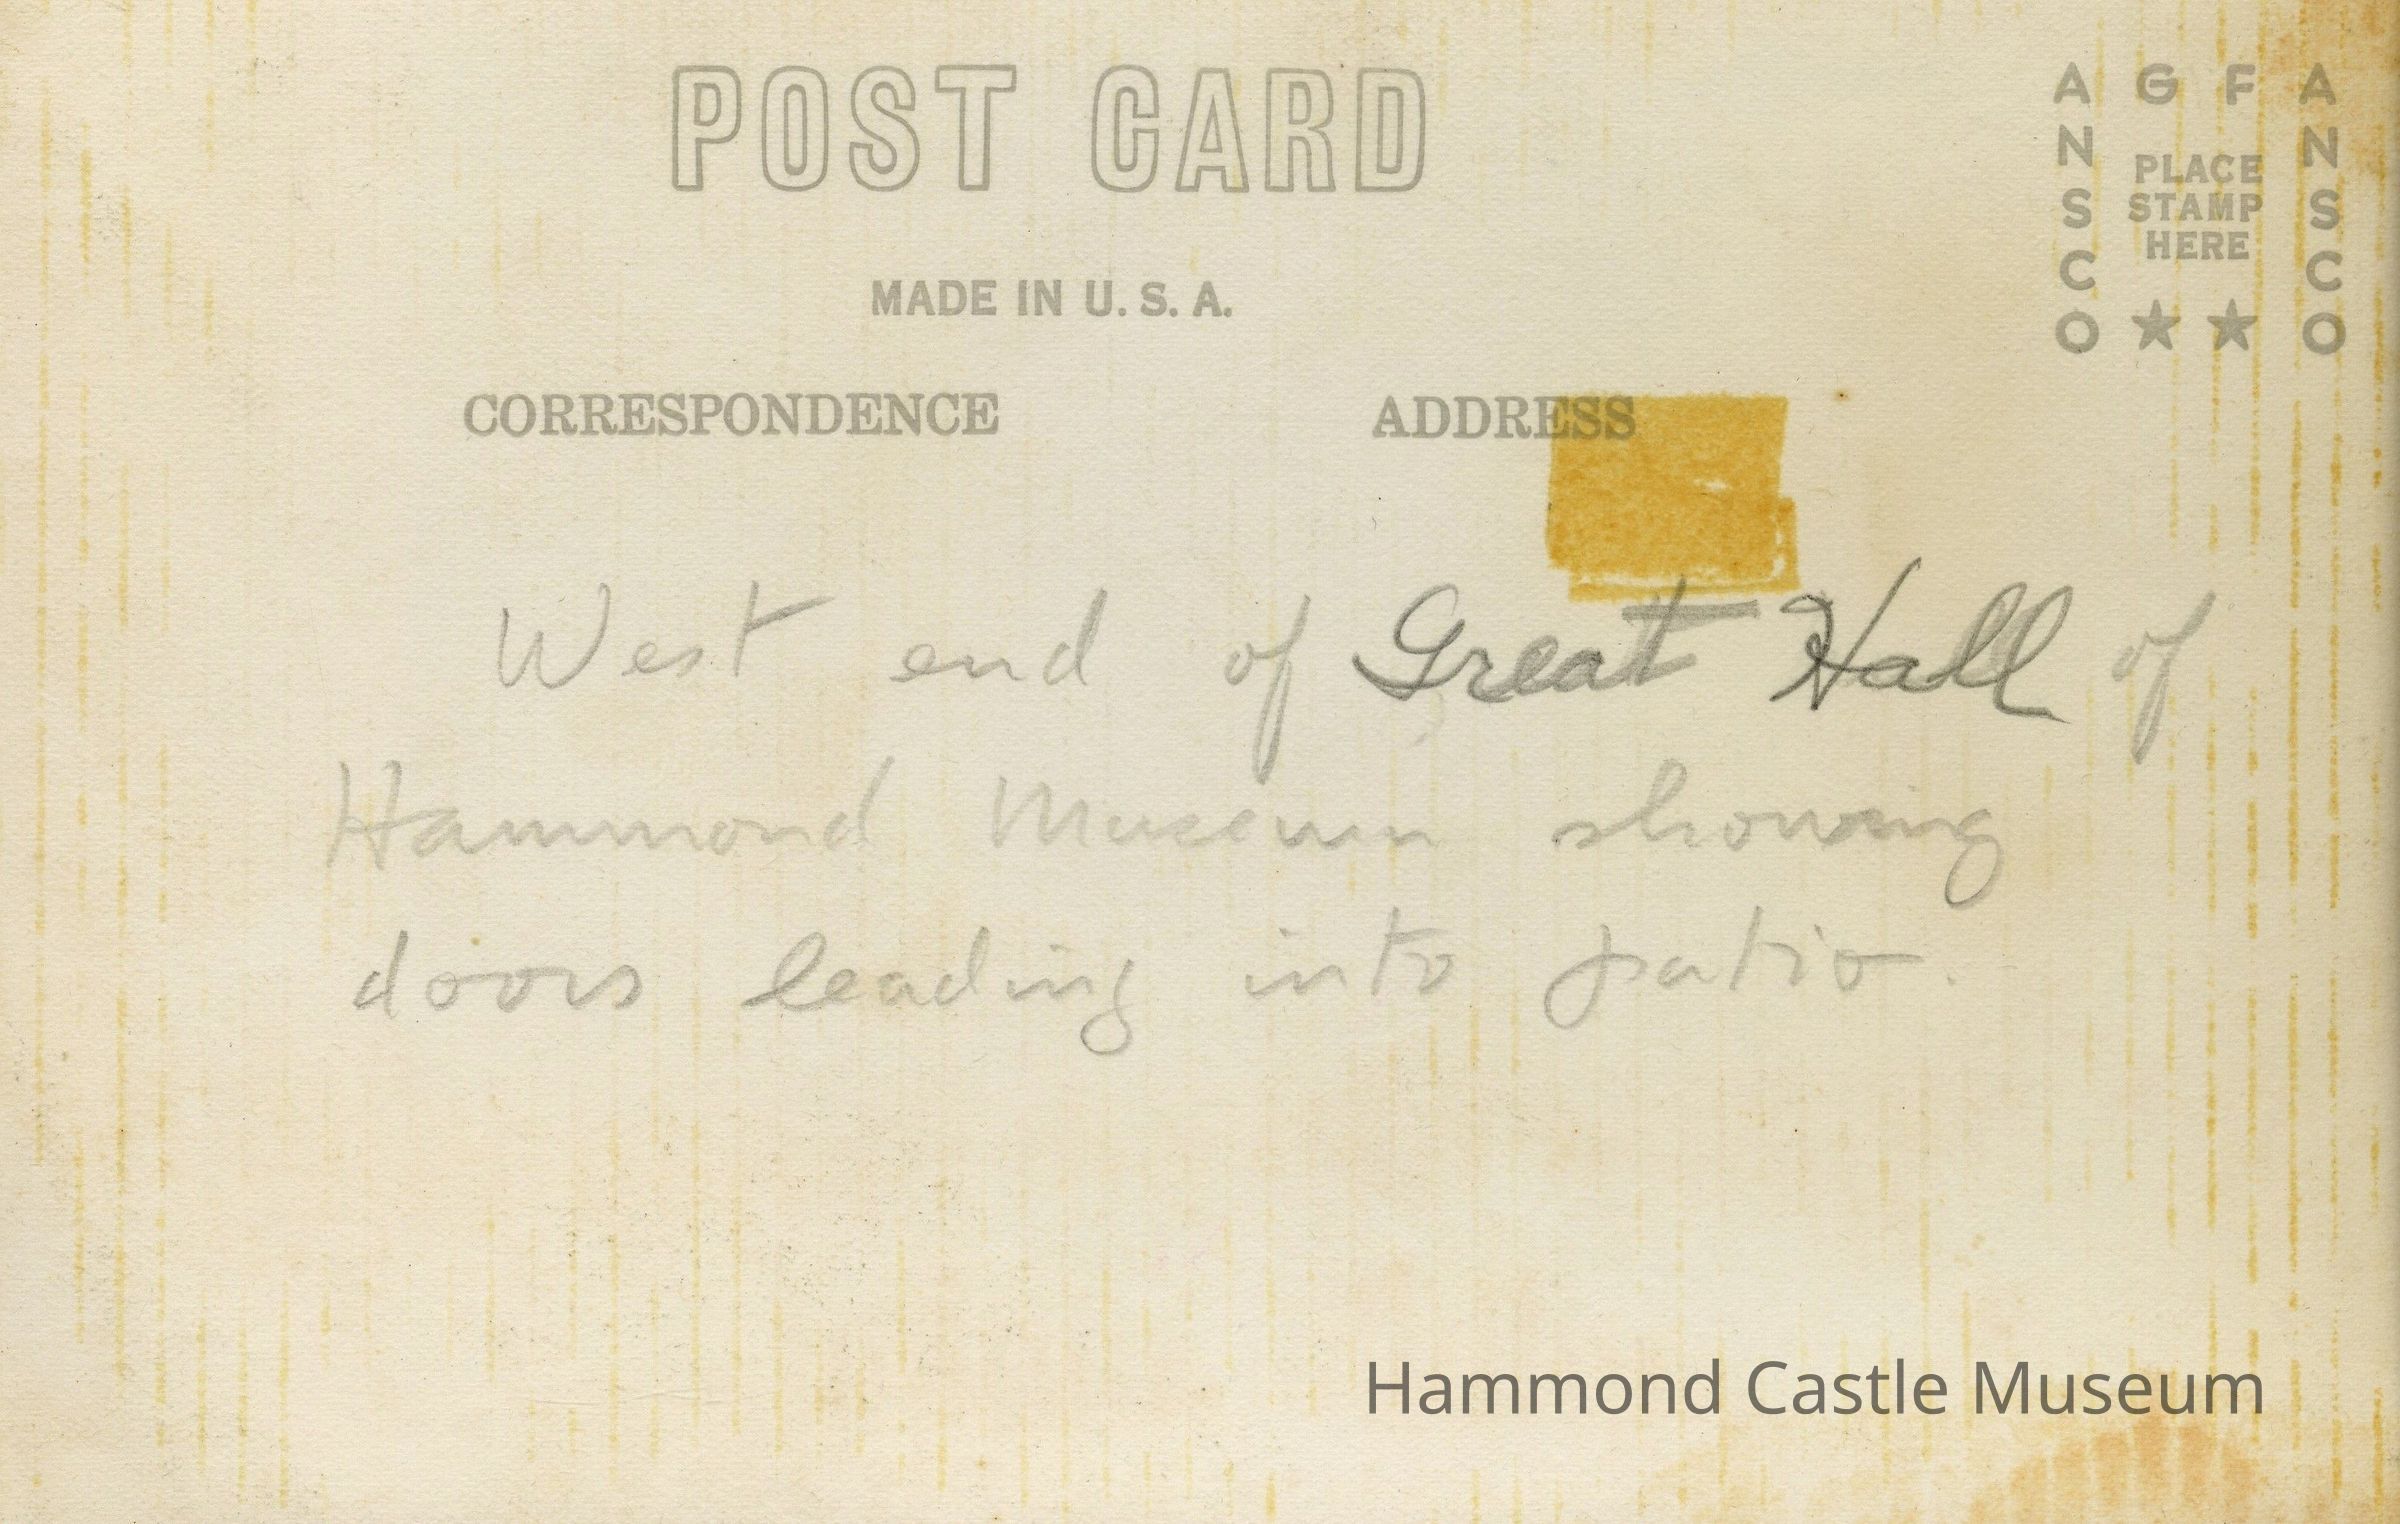 POST CARD
MADE IN U.S.A.
CORRESPONDENCE
ADDRESS
A G F A
ANSCO
ANSCO
PLACE
STAMP
HERE
West end of Great Hall of
Hammond Museum showing
doors leading into patio.
Hammond Castle Museum